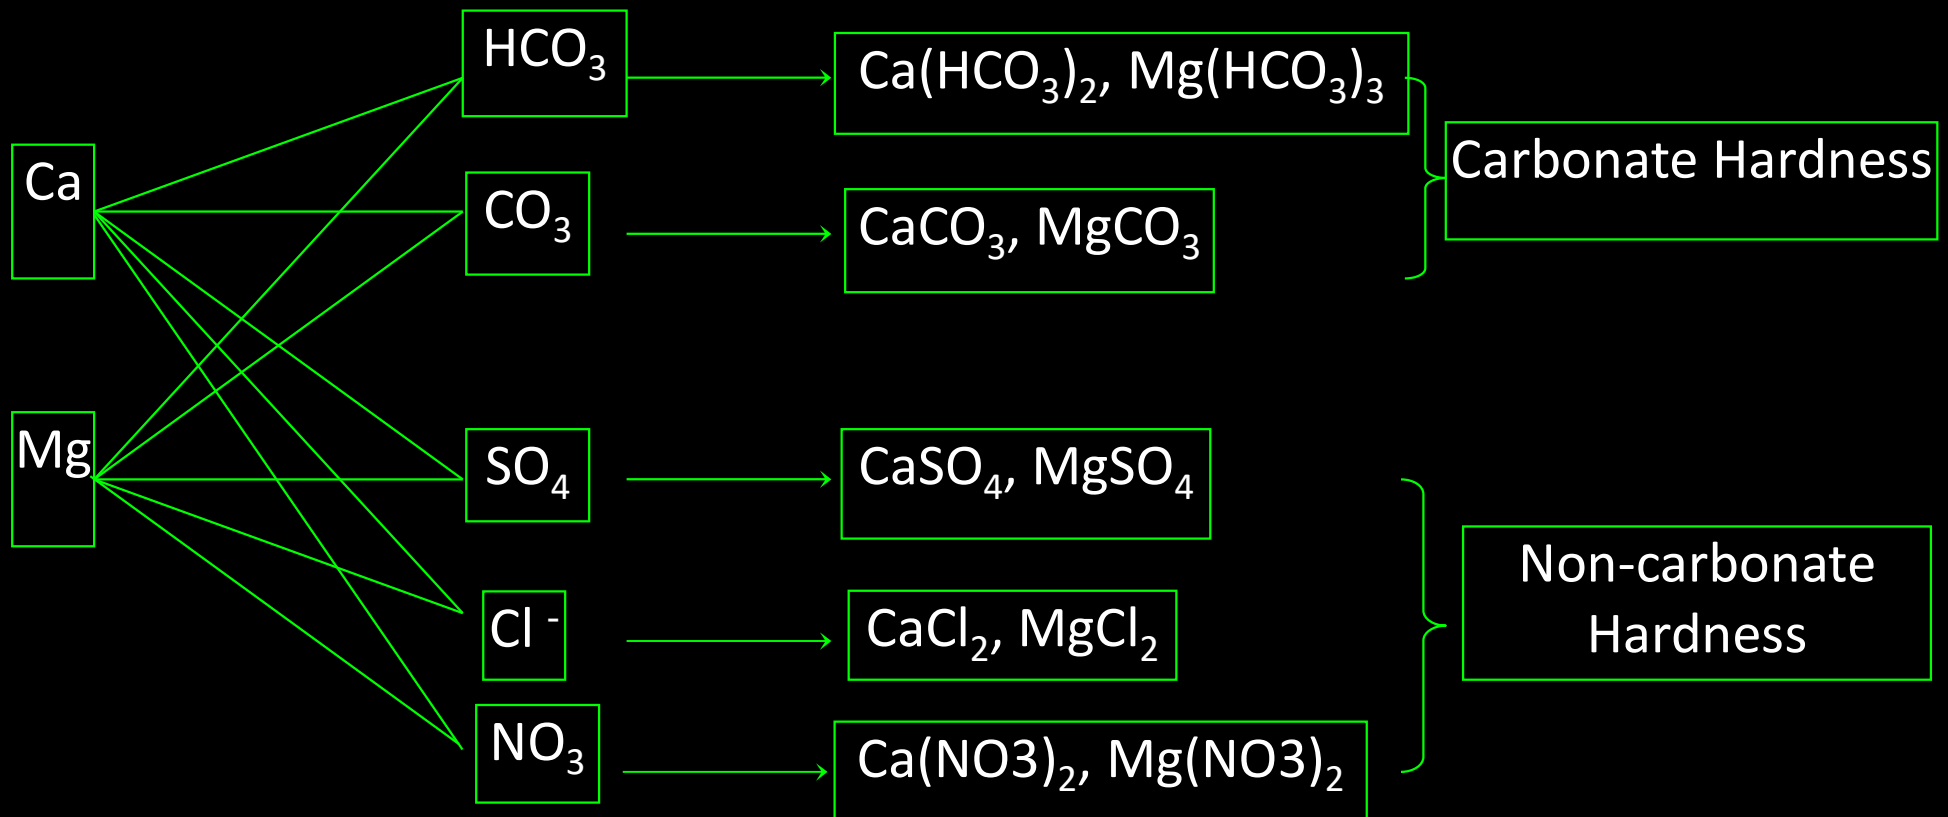 HCO₃
Ca(HCO₃)₂, Mg(HCO₃)₃
Carbonate Hardness
Ca
CO₃
CaCO₃, MgCO₃
Mg
SO₄
CaSO₄, MgSO₄
Non-carbonate
Hardness
Cl ⁻
CaCl₂, MgCl₂
NO₃
Ca(NO3)₂, Mg(NO3)₂